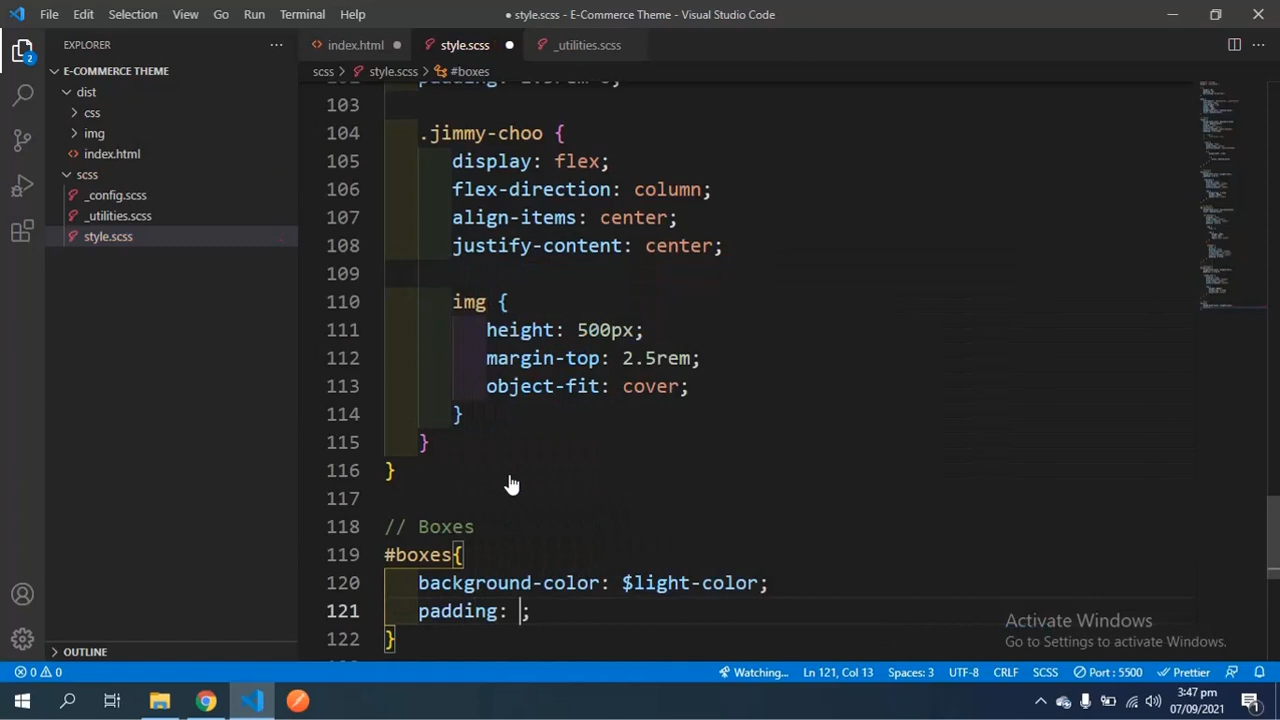 File Edit Selection View Go Run Terminal Help
● style.scss - E-Commerce Theme - Visual Studio Code
EXPLORER
index.html
style.scss
_utilities.scss
2
E-COMMERCE THEME
scss > style.scss > #boxes
dist
css
img
index.html
scss
_config.scss
_utilities.scss
style.scss
103
104 .jimmy-choo {
105 display: flex;
106 flex-direction: column;
107 align-items: center;
108 justify-content: center;
109
110 img {
111 height: 500px;
112 margin-top: 2.5rem;
113 object-fit: cover;
114 }
115 }
116 }
117
118 // Boxes
119 #boxes{
120 background-color: $light-color;
121 padding: ;
122 }
Activate Windows
Go to Settings to activate Windows.
OUTLINE
0 0 Watching... Ln 121, Col 13 Spaces: 3 UTF-8 CRLF SCSS Port : 5500 Prettier
3:47 pm
07/09/2021
1